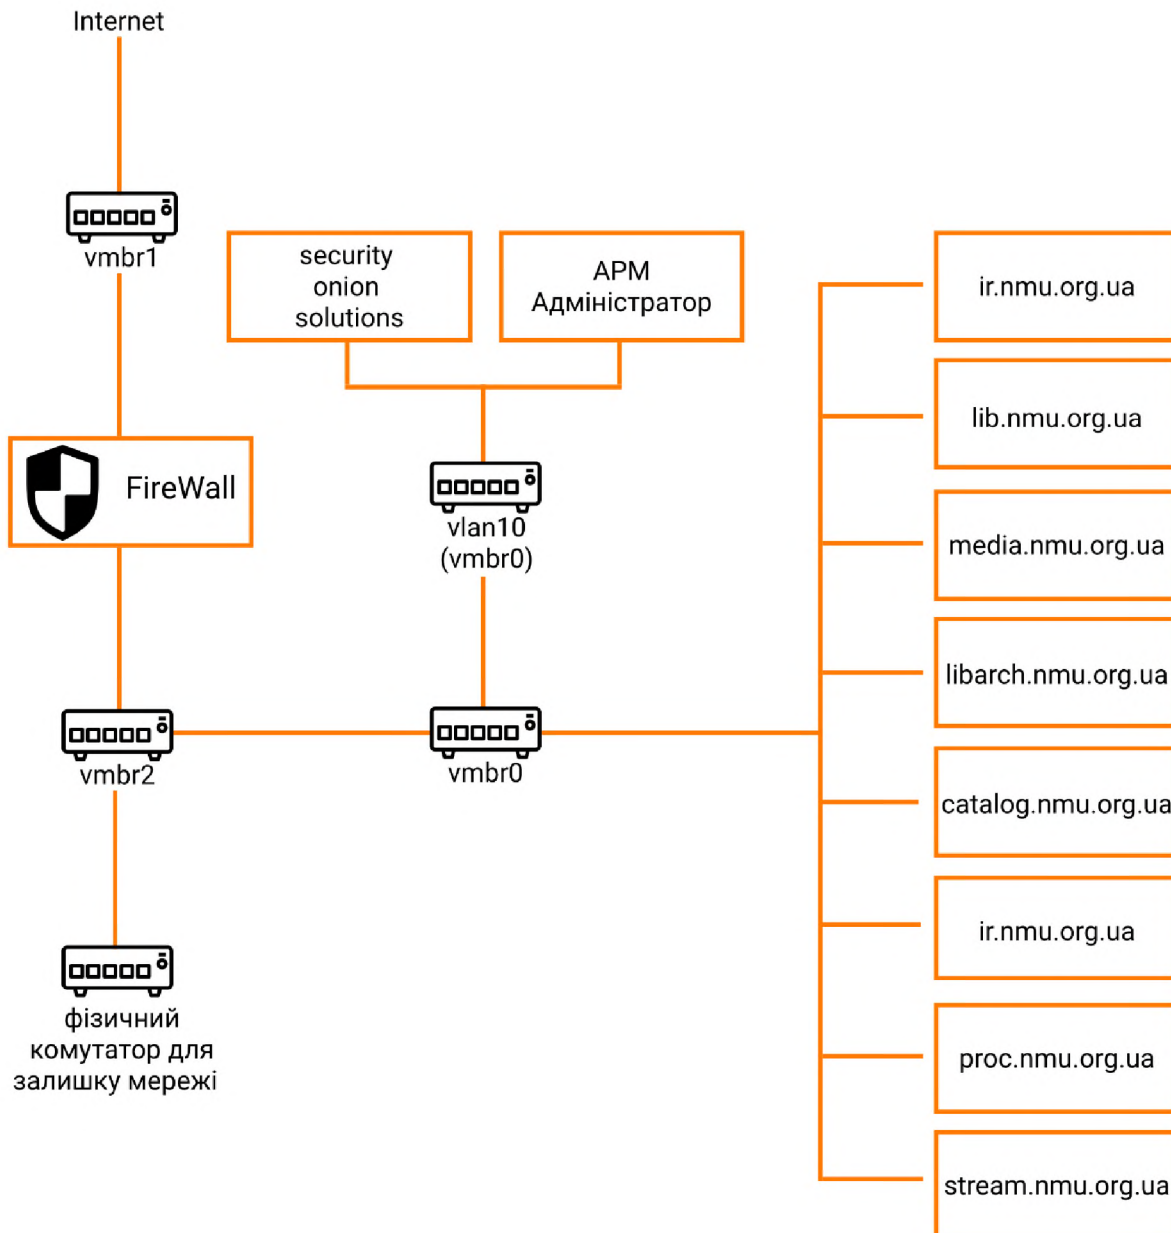 Internet
vmbr1
security
onion
solutions
АРМ
Адміністратор
FireWall
vlan10
(vmbr0)
vmbr2
vmbr0
фізичний
комутатор для
залишку мережі
ir.nmu.org.ua
lib.nmu.org.ua
media.nmu.org.ua
libarch.nmu.org.ua
catalog.nmu.org.ua
ir.nmu.org.ua
proc.nmu.org.ua
stream.nmu.org.ua